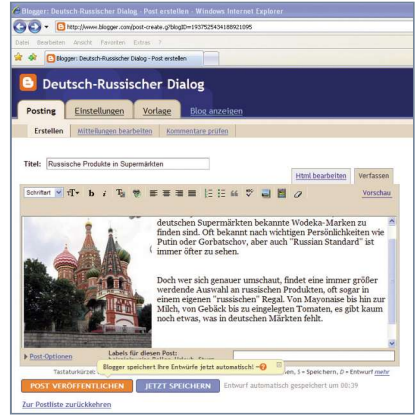 Blogger: Deutsch-Russischer Dialog - Post erstellen - Windows Internet Explorer
http://www.blogger.com/post-create.g?blogID=1937525434188921095
Datei Bearbeiten Ansicht Favoriten Extras ?
Blogger: Deutsch-Russischer Dialog - Post erstellen
Deutsch-Russischer Dialog
Posting Einstellungen Vorlage Blog anzeigen
Erstellen Mitteilungen bearbeiten Kommentare prüfen
Titel: Russische Produkte in Supermärkten
Html bearbeiten Verfassen
Schriftart b i Vorschau
deutschen Supermärkten bekannte Wodeka-Marken zu
finden sind. Oft bekannt nach wichtigen Persönlichkeiten wie
Putin oder Gorbatschov, aber auch "Russian Standard" ist
immer öfter zu sehen.
Doch wer sich genauer umschaut, findet eine immer größer
werdende Auswahl an russischen Produkten, oft sogar in
einem eigenen "russischen" Regal. Von Mayonaise bis hin zur
Milch, von Gebäck bis zu eingelegten Tomaten, es gibt kaum
noch etwas, was in deutschen Märkten fehlt.
Post-Optionen Labels für diesen Post:
Blogger speichert Ihre Entwürfe jetzt automatisch!
Tastaturkürzel: = Speichern, D = Entwurf mehr
POST VERÖFFENTLICHEN JETZT SPEICHERN Entwurf automatisch gespeichert um 00:39
Zur Postliste zurückkehren